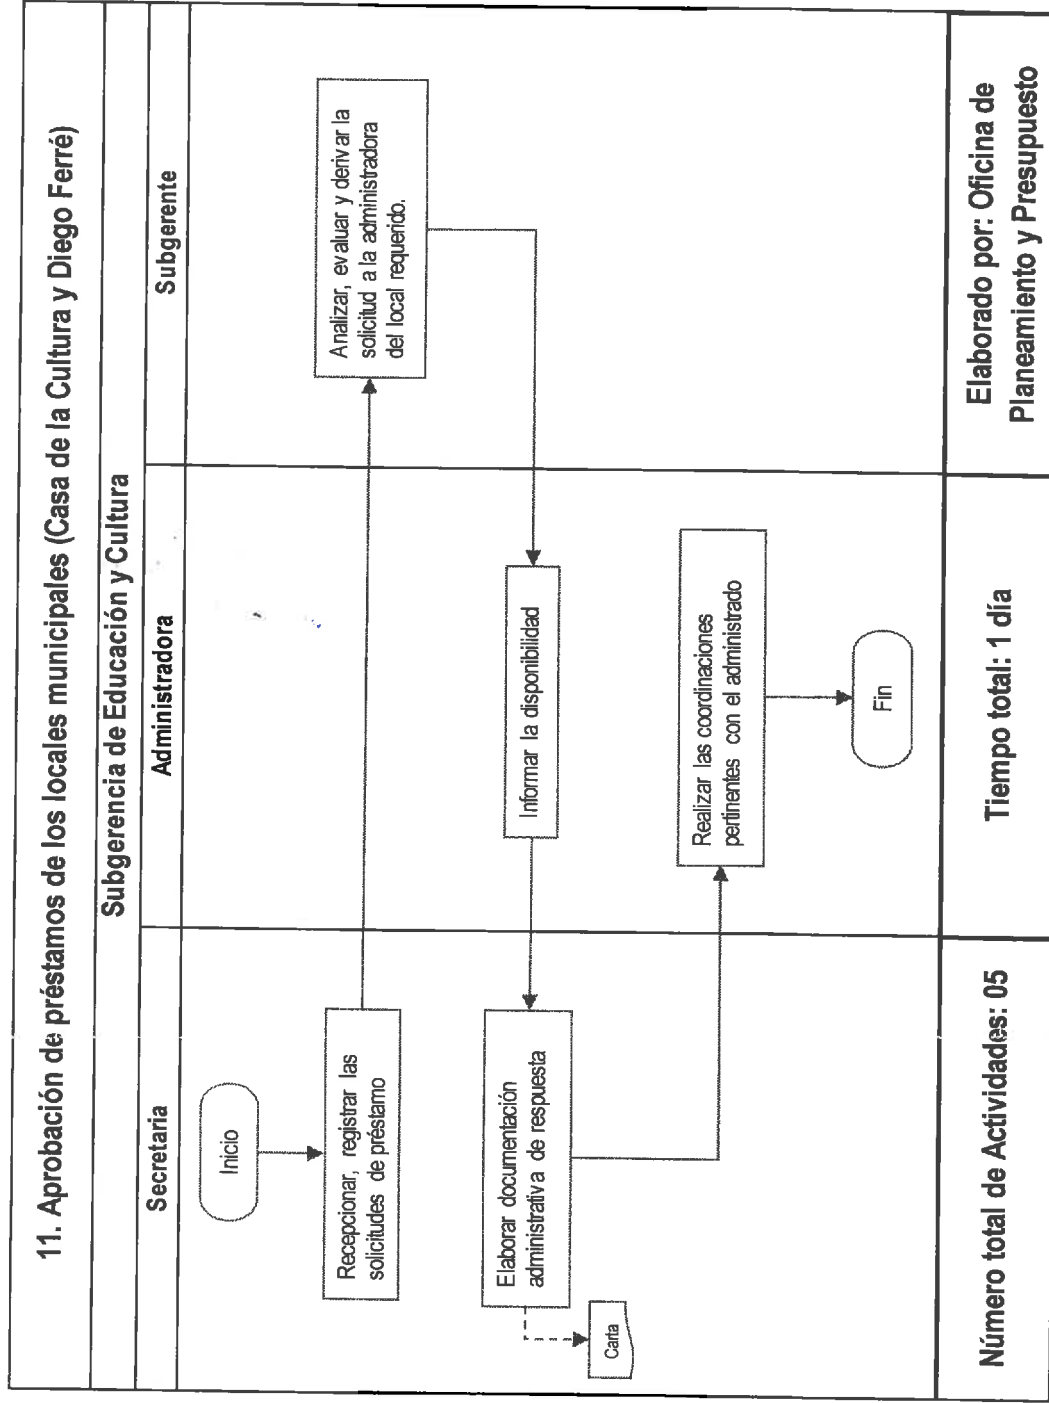 11. Aprobación de préstamos de los locales municipales (Casa de la Cultura y Diego Ferré)
Subgerencia de Educación y Cultura
Secretaria
Administradora
Subgerente
Inicio
Recepcionar, registrar las
solicitudes de préstamo
Analizar, evaluar y derivar la
solicitud a la administradora
del local requerido.
Informar la disponibilidad
Elaborar documentación
administrativa de respuesta
Carta
Realizar las coordinaciones
pertinentes con el administrado
Fin
Número total de Actividades: 05
Tiempo total: 1 día
Elaborado por: Oficina de
Planeamiento y Presupuesto